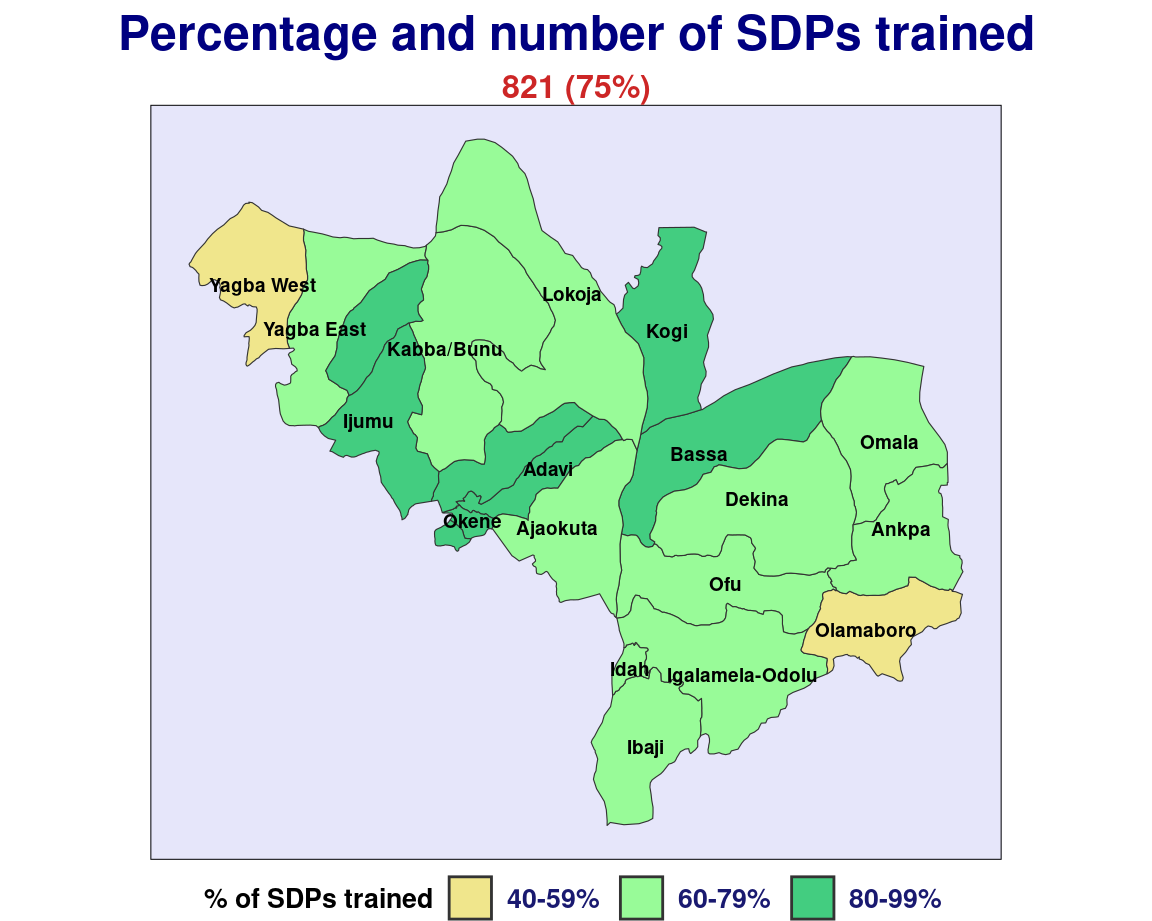 Percentage and number of SDPs trained
821 (75%)
Yagba West
Lokoja
Yagba East
Kogi
Kabba/Bunu
Ijumu
Omala
Bassa
Adavi
Dekina
Okene
Ajaokuta
Ankpa
Ofu
Olamaboro
Idah
Igalamela-Odolu
Ibaji
% of SDPs trained
40-59%
60-79%
80-99%